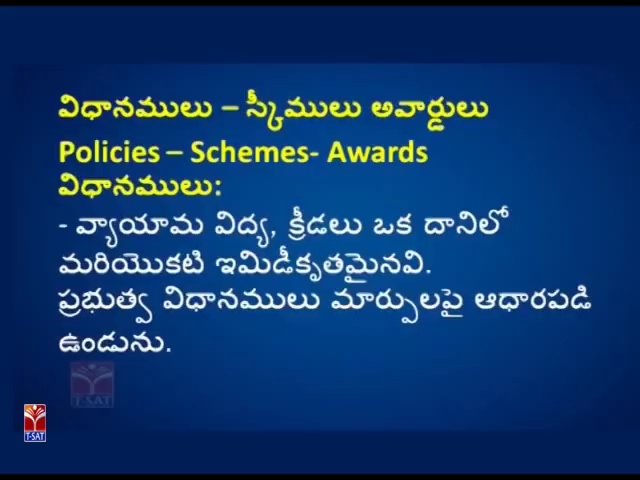 విధానములు – స్కీములు అవార్డులు
Policies – Schemes- Awards
విధానములు:
- వ్యాయామ విద్య, క్రీడలు ఒక దానిలో
మరియొకటి ఇమిడీకృతమైనవి.
ప్రభుత్వ విధానములు మార్పులపై ఆధారపడి
ఉండును.
T-SAT
T-SAT